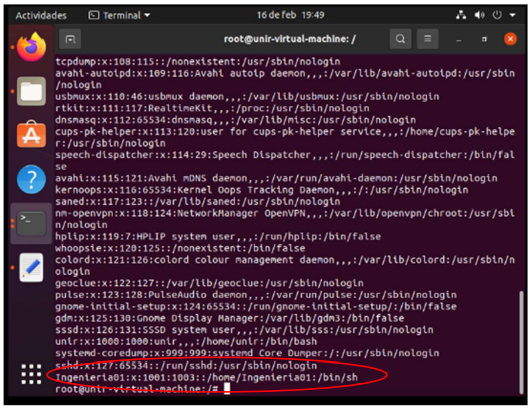 Actividades Terminal 16 de feb 19:49
root@unir-virtual-machine: /
tcpdump:x:108:115::/nonexistent:/usr/sbin/nologin
avahi-autoipd:x:109:116:Avahi autoip daemon,,,:/var/lib/avahi-autoipd:/usr/sbin
/nologin
usbmux:x:110:46:usbmux daemon,,,:/var/lib/usbmux:/usr/sbin/nologin
rtkit:x:111:117:RealtimeKit,,,:/proc:/usr/sbin/nologin
dnsmasq:x:112:65534:dnsmasq,,,:/var/lib/misc:/usr/sbin/nologin
cups-pk-helper:x:113:120:user for cups-pk-helper service,,,:/home/cups-pk-helpe
r:/usr/sbin/nologin
speech-dispatcher:x:114:29:Speech Dispatcher,,,:/run/speech-dispatcher:/bin/fal
se
avahi:x:115:121:Avahi mDNS daemon,,,:/var/run/avahi-daemon:/usr/sbin/nologin
kernoops:x:116:65534:Kernel Oops Tracking Daemon,,,:/:/usr/sbin/nologin
saned:x:117:123::/var/lib/saned:/usr/sbin/nologin
nm-openvpn:x:118:124:NetworkManager OpenVPN,,,:/var/lib/openvpn/chroot:/usr/sbi
n/nologin
hplip:x:119:7:HPLIP system user,,,:/run/hplip:/bin/false
whoopsie:x:120:125::/nonexistent:/bin/false
colord:x:121:126:colord colour management daemon,,,:/var/lib/colord:/usr/sbin/n
ologin
geoclue:x:122:127::/var/lib/geoclue:/usr/sbin/nologin
pulse:x:123:128:PulseAudio daemon,,,:/var/run/pulse:/usr/sbin/nologin
gnome-initial-setup:x:124:65534::/run/gnome-initial-setup/:/bin/false
gdm:x:125:130:Gnome Display Manager:/var/lib/gdm3:/bin/false
sssd:x:126:131:SSSD system user,,,:/var/lib/sss:/usr/sbin/nologin
unir:x:1000:1000:unir,,,:/home/unir:/bin/bash
systemd-coredump:x:999:999:systemd Core Dumper:/:/usr/sbin/nologin
sshd:x:127:65534::/run/sshd:/usr/sbin/nologin
Ingenieria01:x:1001:1003::/home/Ingenieria01:/bin/sh
root@unir-virtual-machine:/#